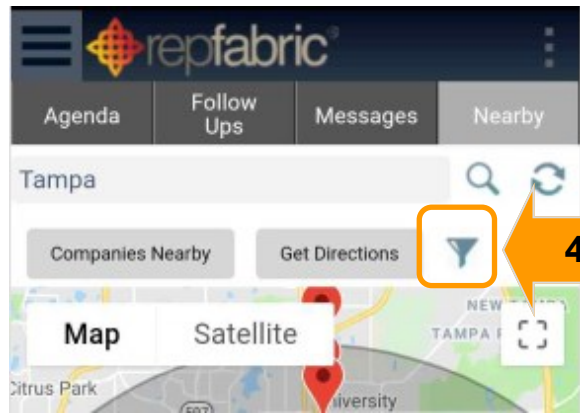 repfabric
Agenda
Follow
Ups
Messages
Nearby
Tampa
Companies Nearby
Get Directions
4
Map
Satellite
NEW TAMPA
TAMPA
Citrus Park
597
University